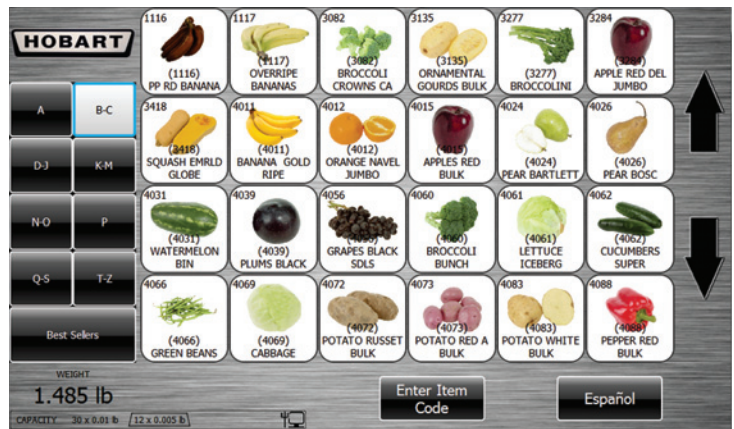 HOBART
A
B-C
D-J
K-M
N-O
P
Q-S
T-Z
Best Selers
1116
(1116)
PP RD BANANA
1117
(1117)
OVERRIPE
BANANAS
3082
(3082)
BROCCOLI
CROWNS CA
3135
(3135)
ORNAMENTAL
GOURDS BULK
3277
(3277)
BROCCOLINI
3284
(3284)
APPLE RED DEL
JUMBO
3418
(3418)
SQUASH EMRLD
GLOBE
4011
(4011)
BANANA GOLD
RIPE
4012
(4012)
ORANGE NAVEL
JUMBO
4015
(4015)
APPLES RED
BULK
4024
(4024)
PEAR BARTLETT
4026
(4026)
PEAR BOSC
4031
(4031)
WATERMELON
BIN
4039
(4039)
PLUMS BLACK
4056
(4056)
GRAPES BLACK
SDLS
4060
(4060)
BROCCOLI
BUNCH
4061
(4061)
LETTUCE
ICEBERG
4062
(4062)
CUCUMBERS
SUPER
4066
(4066)
GREEN BEANS
4069
(4069)
CABBAGE
4072
(4072)
POTATO RUSSET
BULK
4073
(4073)
POTATO RED A
BULK
4083
(4083)
POTATO WHITE
BULK
4088
(4088)
PEPPER RED
BULK
WEIGHT
1.485 lb
CAPACITY 30 x 0.01 lb 12 x 0.005 lb
Enter Item
Code
Español